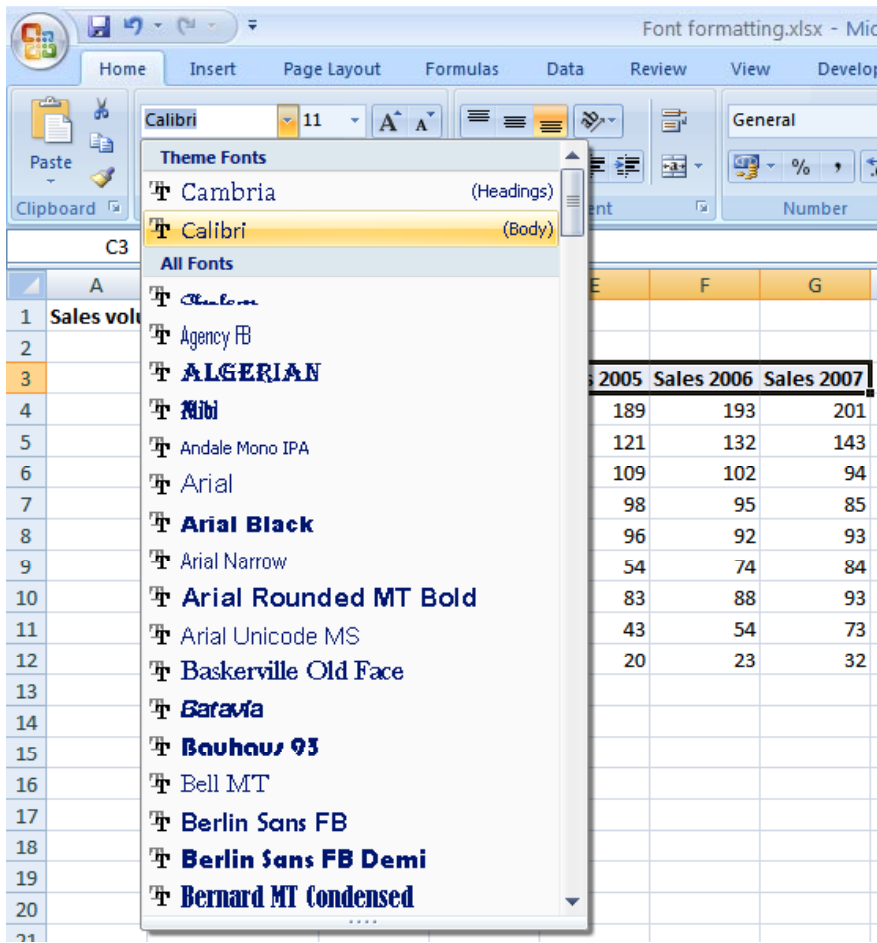 Font formatting.xlsx - Mic
Home Insert Page Layout Formulas Data Review View Develop
Calibri 11 A A General
Paste % ,
Clipboard ent Number
C3
Theme Fonts
Cambria (Headings)
Calibri (Body)
All Fonts
Agency FB
ALGERIAN
Alibi
Andale Mono IPA
Arial
Arial Black
Arial Narrow
Arial Rounded MT Bold
Arial Unicode MS
Baskerville Old Face
Batavia
Bauhaus 93
Bell MT
Berlin Sans FB
Berlin Sans FB Demi
Bernard MT Condensed
A E F G
1 Sales volu
2
3 s 2005 Sales 2006 Sales 2007
4 189 193 201
5 121 132 143
6 109 102 94
7 98 95 85
8 96 92 93
9 54 74 84
10 83 88 93
11 43 54 73
12 20 23 32
13
14
15
16
17
18
19
20
21